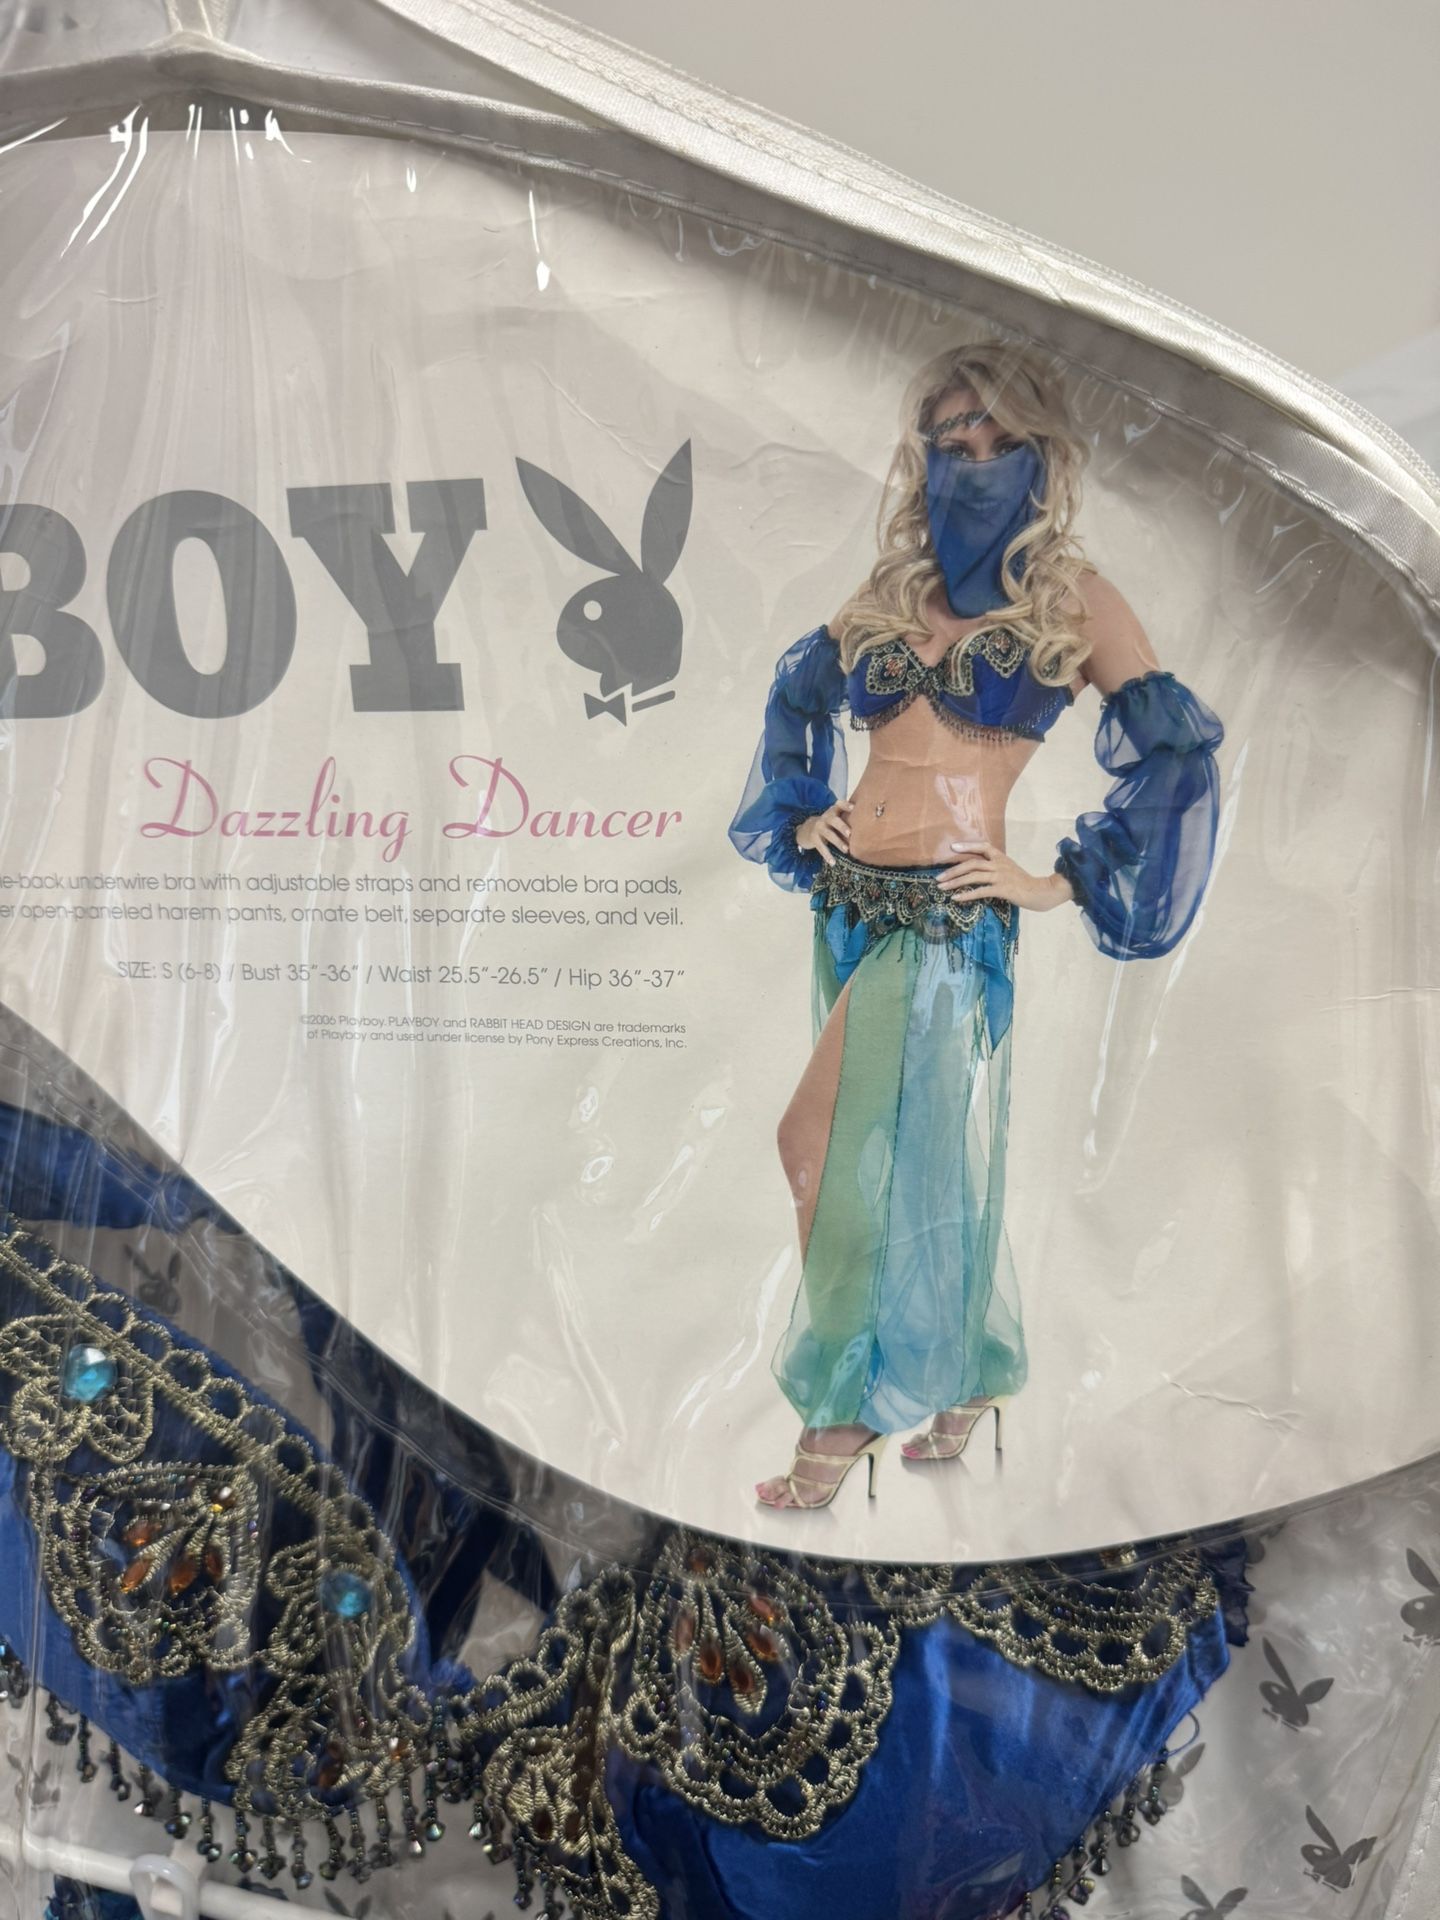 BOY
Dazzling Dancer
underwire bra with adjustable straps and removable bra pads,
open-paneled harem pants, ornate belt, separate sleeves, and veil.
SIZE: S (6-8) / Bust 35"-36" / Waist 25.5"-26.5" / Hip 36"-37"
©2006 Playboy. PLAYBOY and RABBIT HEAD DESIGN are trademarks
of Playboy and used under license by Pony Express Creations, Inc.